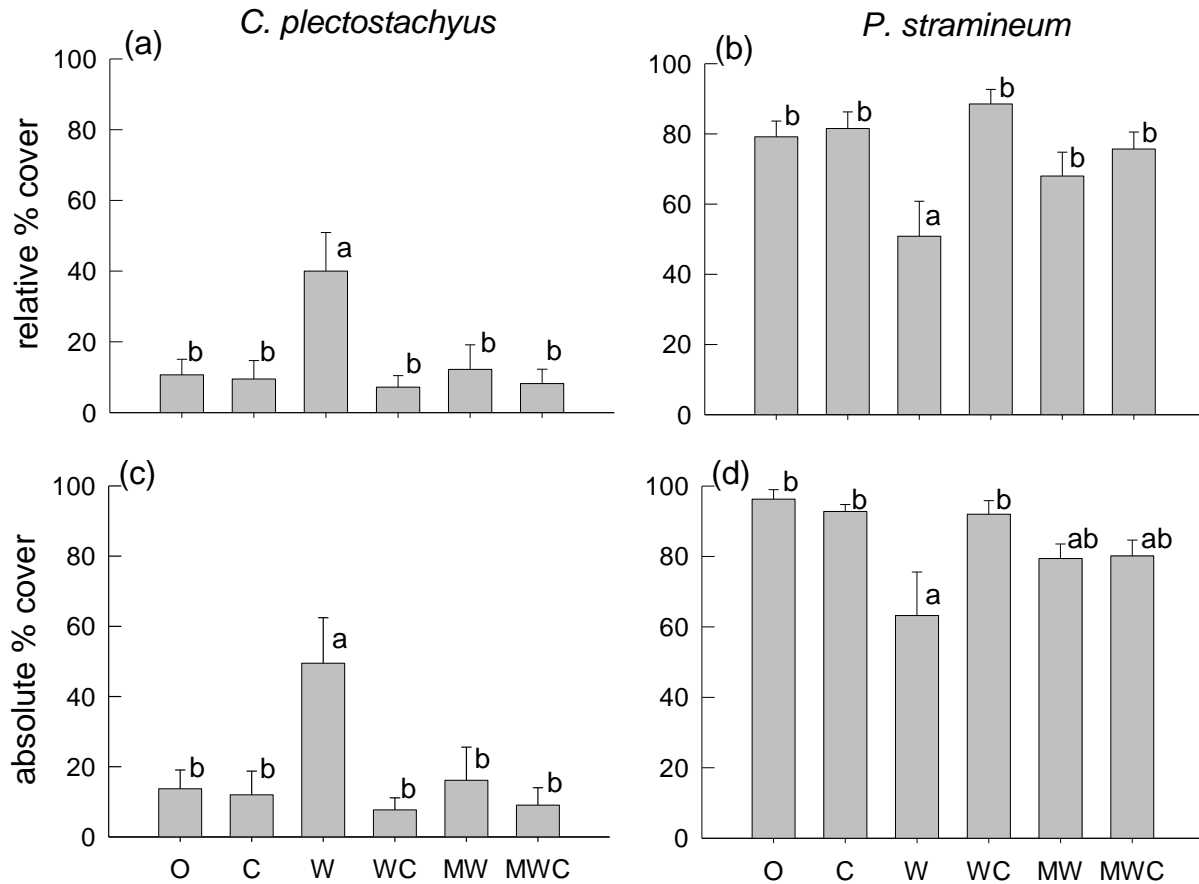 C. plectostachyus
P. stramineum
(a)
relative % cover
100
80
60
40
20
0
b
b
a
b
b
b
(b)
100
80
60
40
20
0
b
b
a
b
b
b
(c)
absolute % cover
100
80
60
40
20
0
b
b
a
b
b
b
O C W WC MW MWC
(d)
100
80
60
40
20
0
b
b
a
b
ab
ab
O C W WC MW MWC